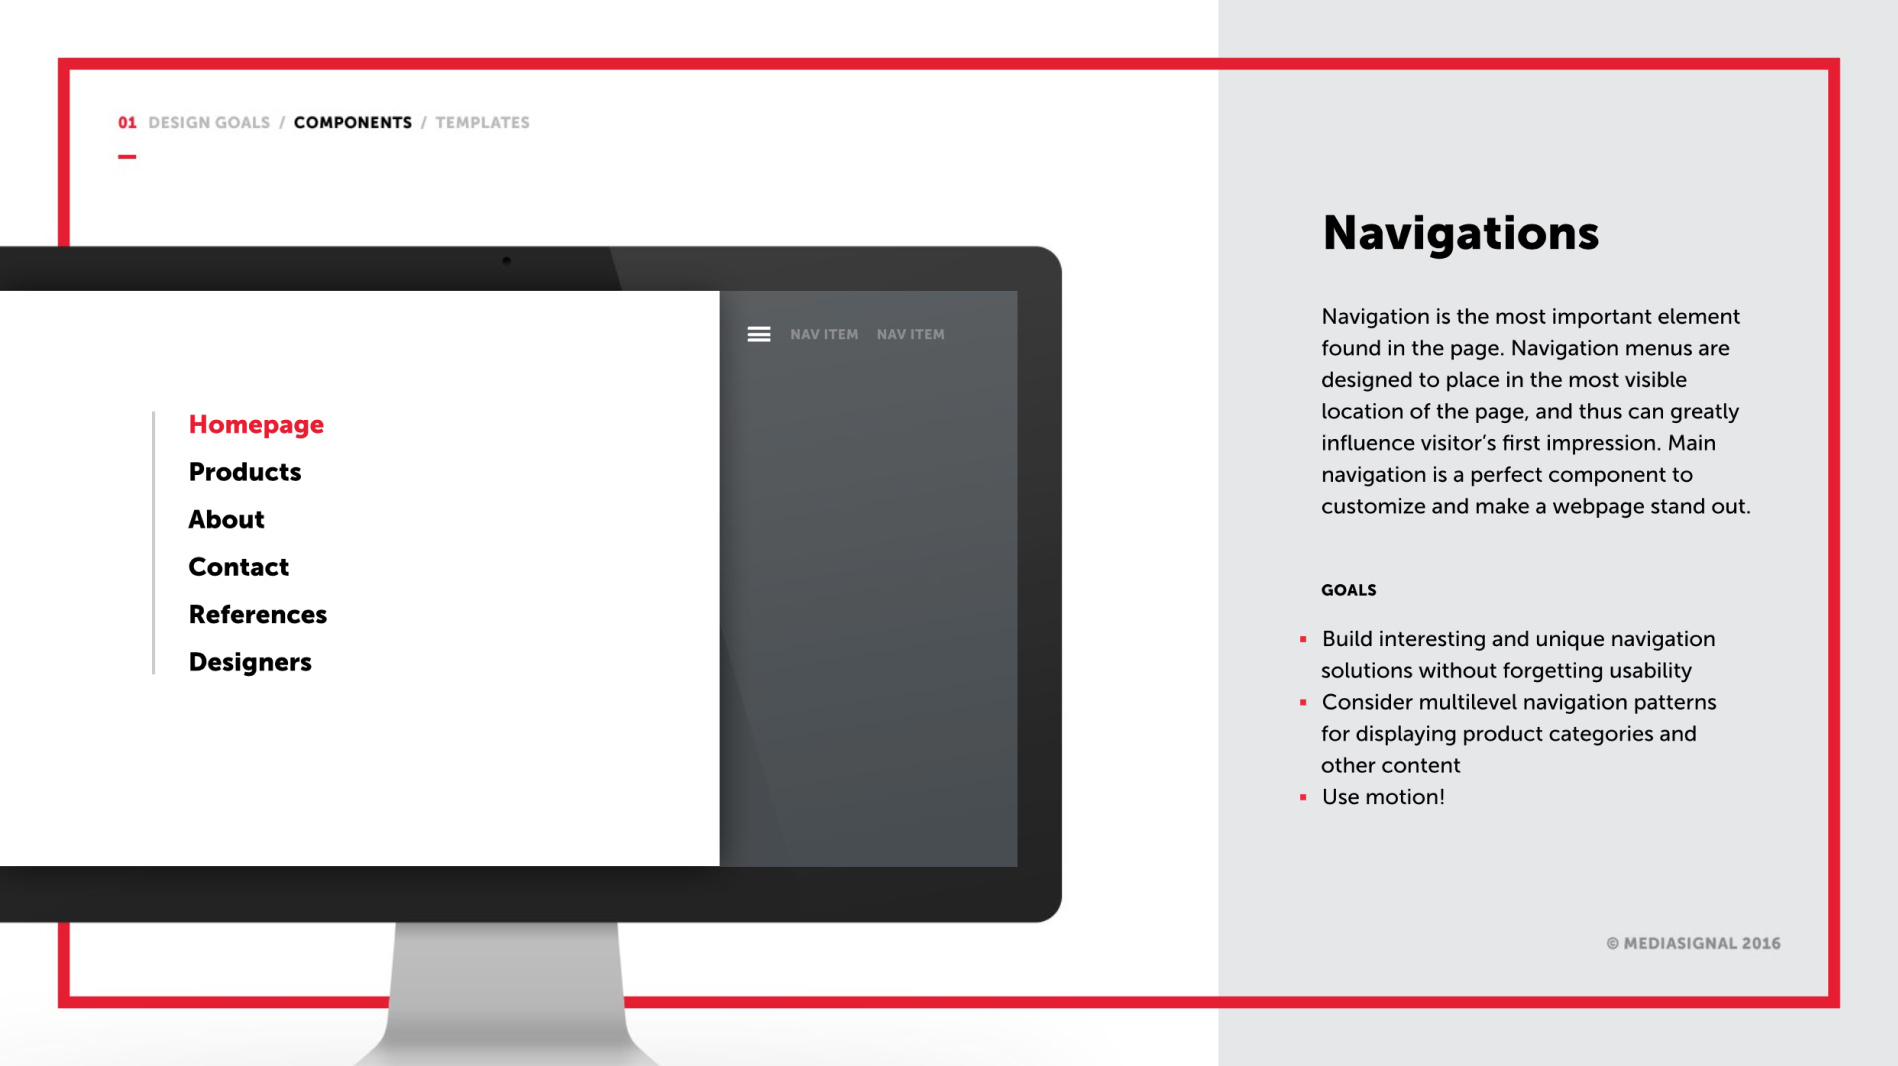 01 DESIGN GOALS / COMPONENTS / TEMPLATES
NAV ITEM NAV ITEM
Homepage
Products
About
Contact
References
Designers
Navigations
Navigation is the most important element
found in the page. Navigation menus are
designed to place in the most visible
location of the page, and thus can greatly
influence visitor’s first impression. Main
navigation is a perfect component to
customize and make a webpage stand out.
GOALS
▪ Build interesting and unique navigation
solutions without forgetting usability
▪ Consider multilevel navigation patterns
for displaying product categories and
other content
▪ Use motion!
© MEDIASIGNAL 2016